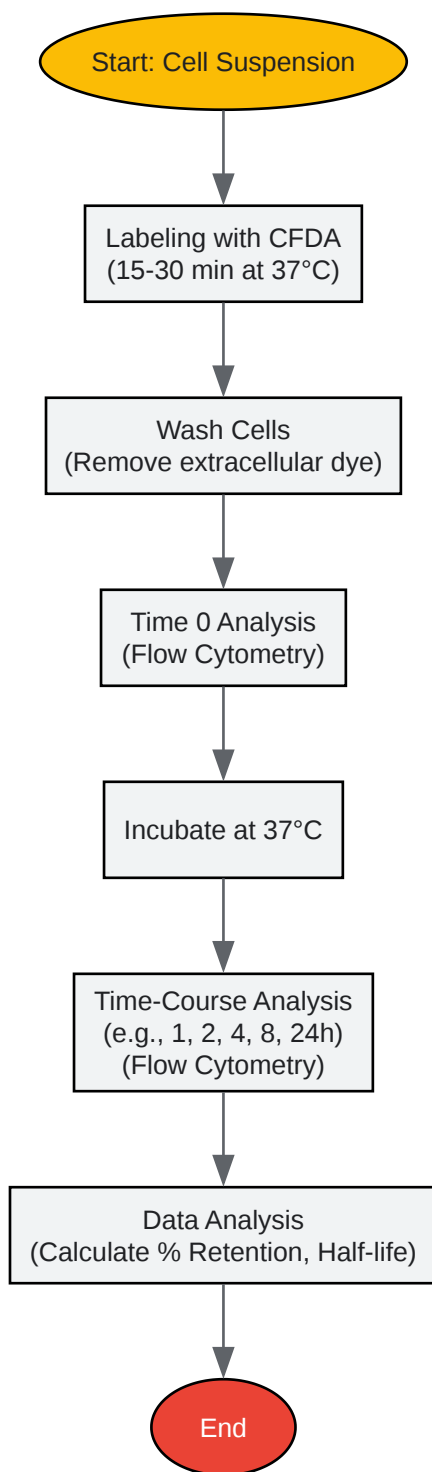 Start: Cell Suspension
Labeling with CFDA
(15-30 min at 37°C)
Wash Cells
(Remove extracellular dye)
Time 0 Analysis
(Flow Cytometry)
Incubate at 37°C
Time-Course Analysis
(e.g., 1, 2, 4, 8, 24h)
(Flow Cytometry)
Data Analysis
(Calculate % Retention, Half-life)
End